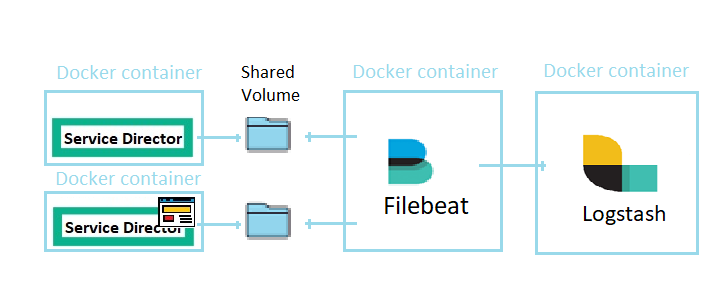 Docker container
Shared
Volume
Docker container
Docker container
Service Director
Docker container
Service Director
Filebeat
Logstash